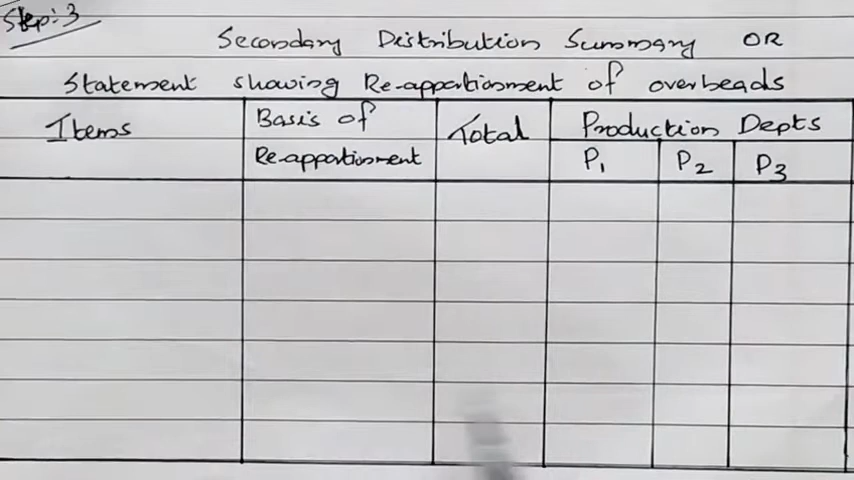 Step: 3
Secondary Distribution Summary OR
Statement showing Re-apportionment of overheads
Items
Basis of
Re-apportionment
Total
Production Depts
P1
P2
P3